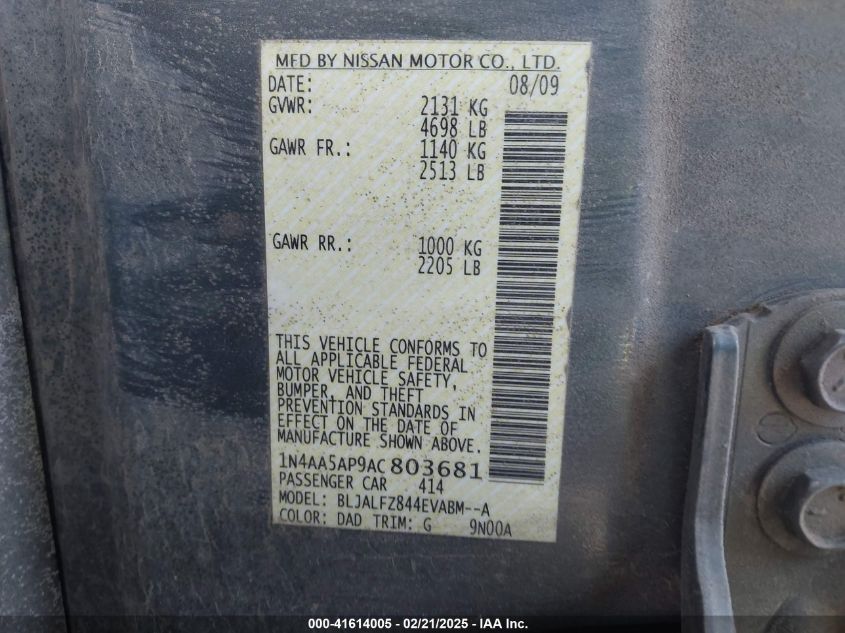 MFD BY NISSAN MOTOR CO., LTD.
DATE: 08/09
GVWR: 2131 KG
4698 LB
GAWR FR.: 1140 KG
2513 LB
GAWR RR.: 1000 KG
2205 LB
THIS VEHICLE CONFORMS TO
ALL APPLICABLE FEDERAL
MOTOR VEHICLE SAFETY,
BUMPER, AND THEFT
PREVENTION STANDARDS IN
EFFECT ON THE DATE OF
MANUFACTURE SHOWN ABOVE.
1N4AA5AP9AC803681
PASSENGER CAR 414
MODEL: BLJALFZ844EVABM--A
COLOR: DAD TRIM: G 9N00A
000-41614005 - 02/21/2025 - IAA Inc.